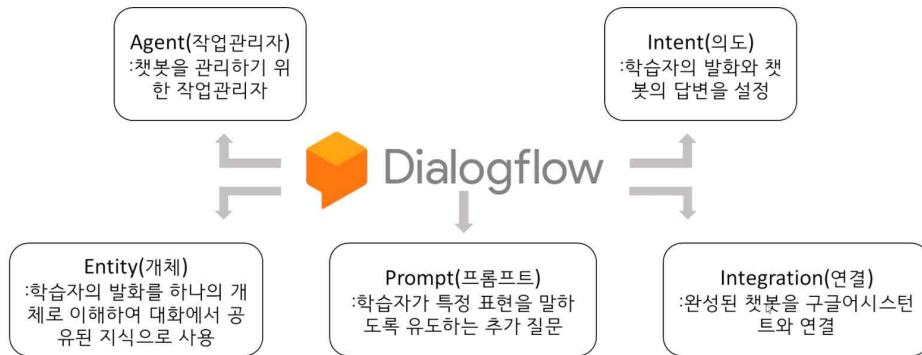 Agent(작업관리자)
:챗봇을 관리하기 위
한 작업관리자
Intent(의도)
:학습자의 발화와 챗
봇의 답변을 설정
Dialogflow
Entity(개체)
:학습자의 발화를 하나의 개
체로 이해하여 대화에서 공
유된 지식으로 사용
Prompt(프롬프트)
:학습자가 특정 표현을 말하
도록 유도하는 추가 질문
Integration(연결)
:완성된 챗봇을 구글어시스턴
트와 연결